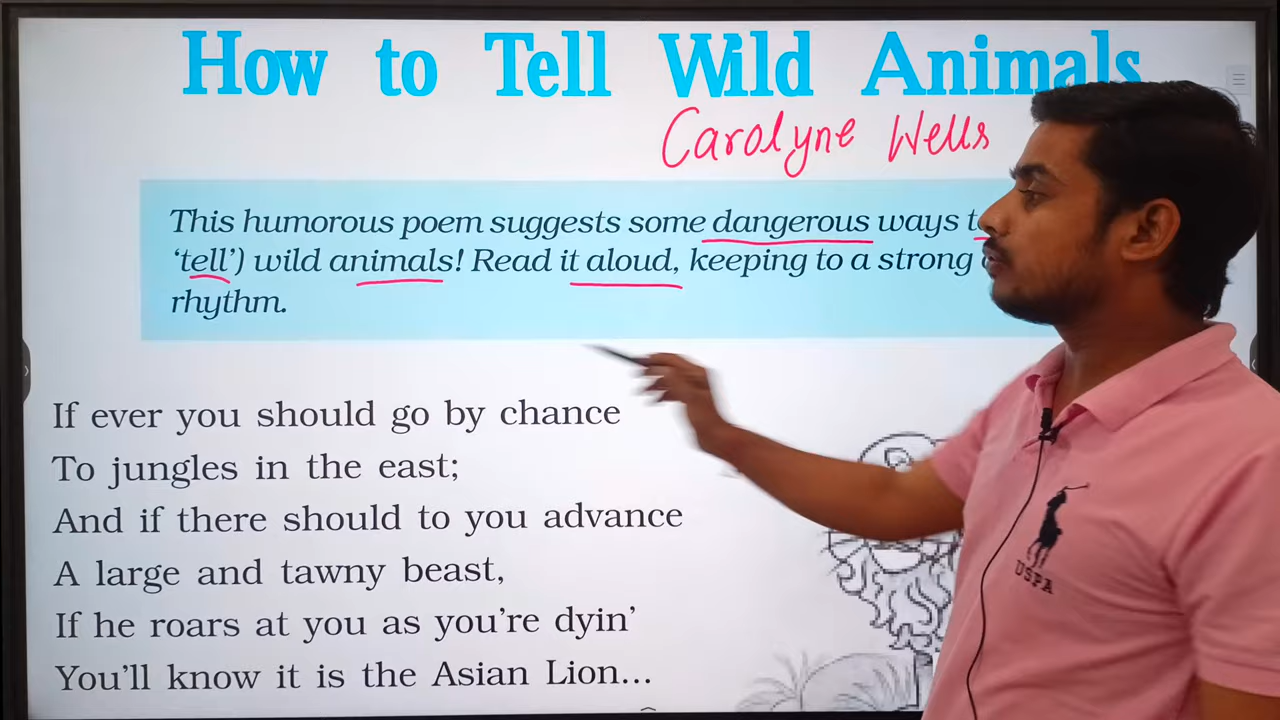 How to Tell Wild Animals
Carolyne Wells
This humorous poem suggests some dangerous ways
‘tell’) wild animals! Read it aloud, keeping to a strong
rhythm.
If ever you should go by chance
To jungles in the east;
And if there should to you advance
A large and tawny beast,
If he roars at you as you’re dyin’
You’ll know it is the Asian Lion...
USPA